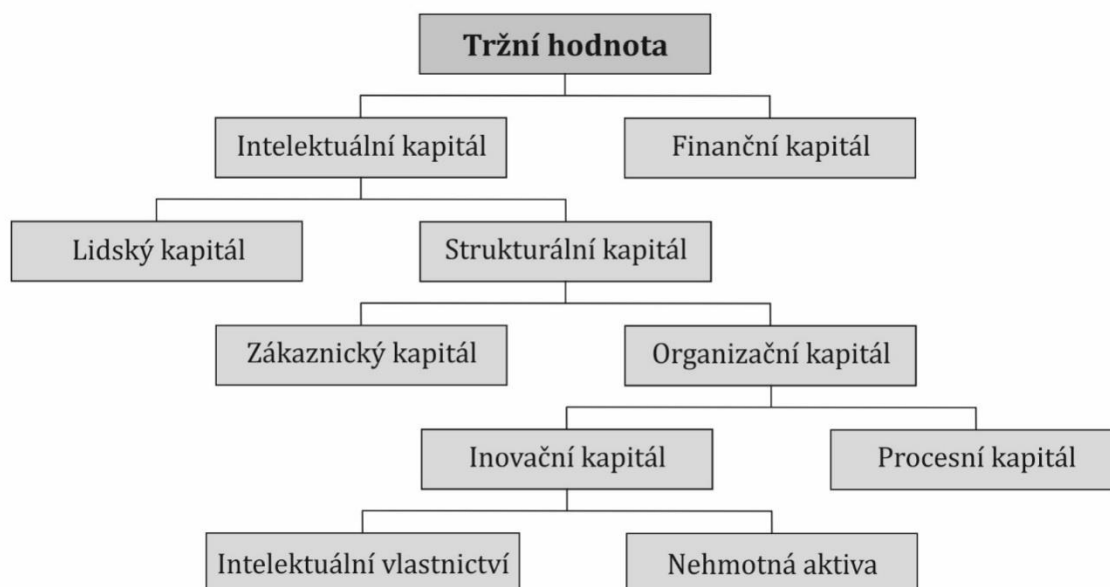 Tržní hodnota
Intelektuální kapitál
Finanční kapitál
Lidský kapitál
Strukturální kapitál
Zákaznický kapitál
Organizační kapitál
Inovační kapitál
Procesní kapitál
Intelektuální vlastnictví
Nehmotná aktiva